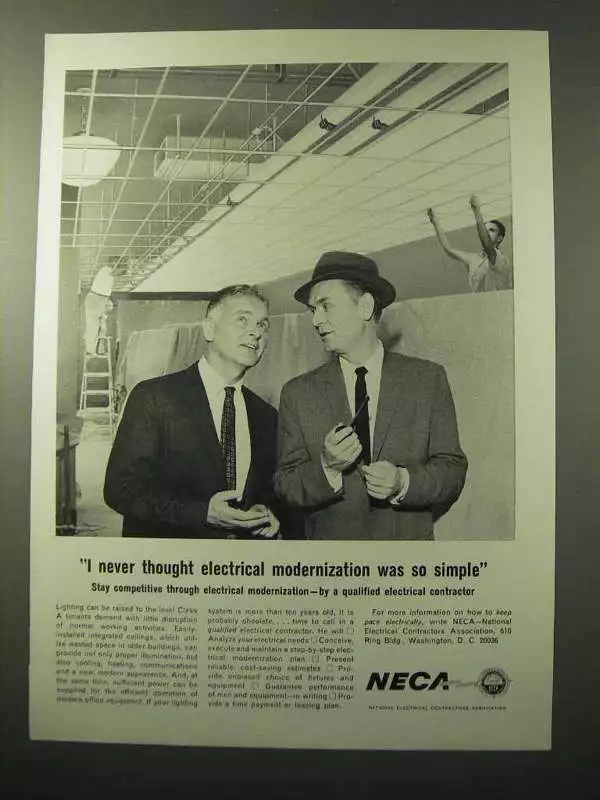 "I never thought electrical modernization was so simple"
Stay competitive through electrical modernization—by a qualified electrical contractor
Lighting can be raised to the level Class
A tenants demand with little disruption
of normal working activities. Easily-
installed integrated ceilings, which utili-
ze wasted space in older buildings, can
provide not only proper illumination, but
also cooling, heating, communications
and a new, modern appearance. And, at
the same time, sufficient power can be
supplied for the efficient operation of
modern office equipment. If your lighting
system is more than ten years old, it is
probably obsolete. . . . time to call in a
qualified electrical contractor. He will □
Analyze your electrical needs □ Conceive,
execute and maintain a step-by-step elec-
trical modernization plan □ Present
reliable, cost-saving estimates □ Pro-
vide unbiased choice of fixtures and
equipment □ Guarantee performance
of men and equipment—in writing □ Pro-
vide a time payment or leasing plan.
For more information on how to keep
pace electrically, write NECA—National
Electrical Contractors Association, 610
Ring Bldg., Washington, D. C. 20036
NECA
NATIONAL ELECTRICAL CONTRACTORS ASSOCIATION